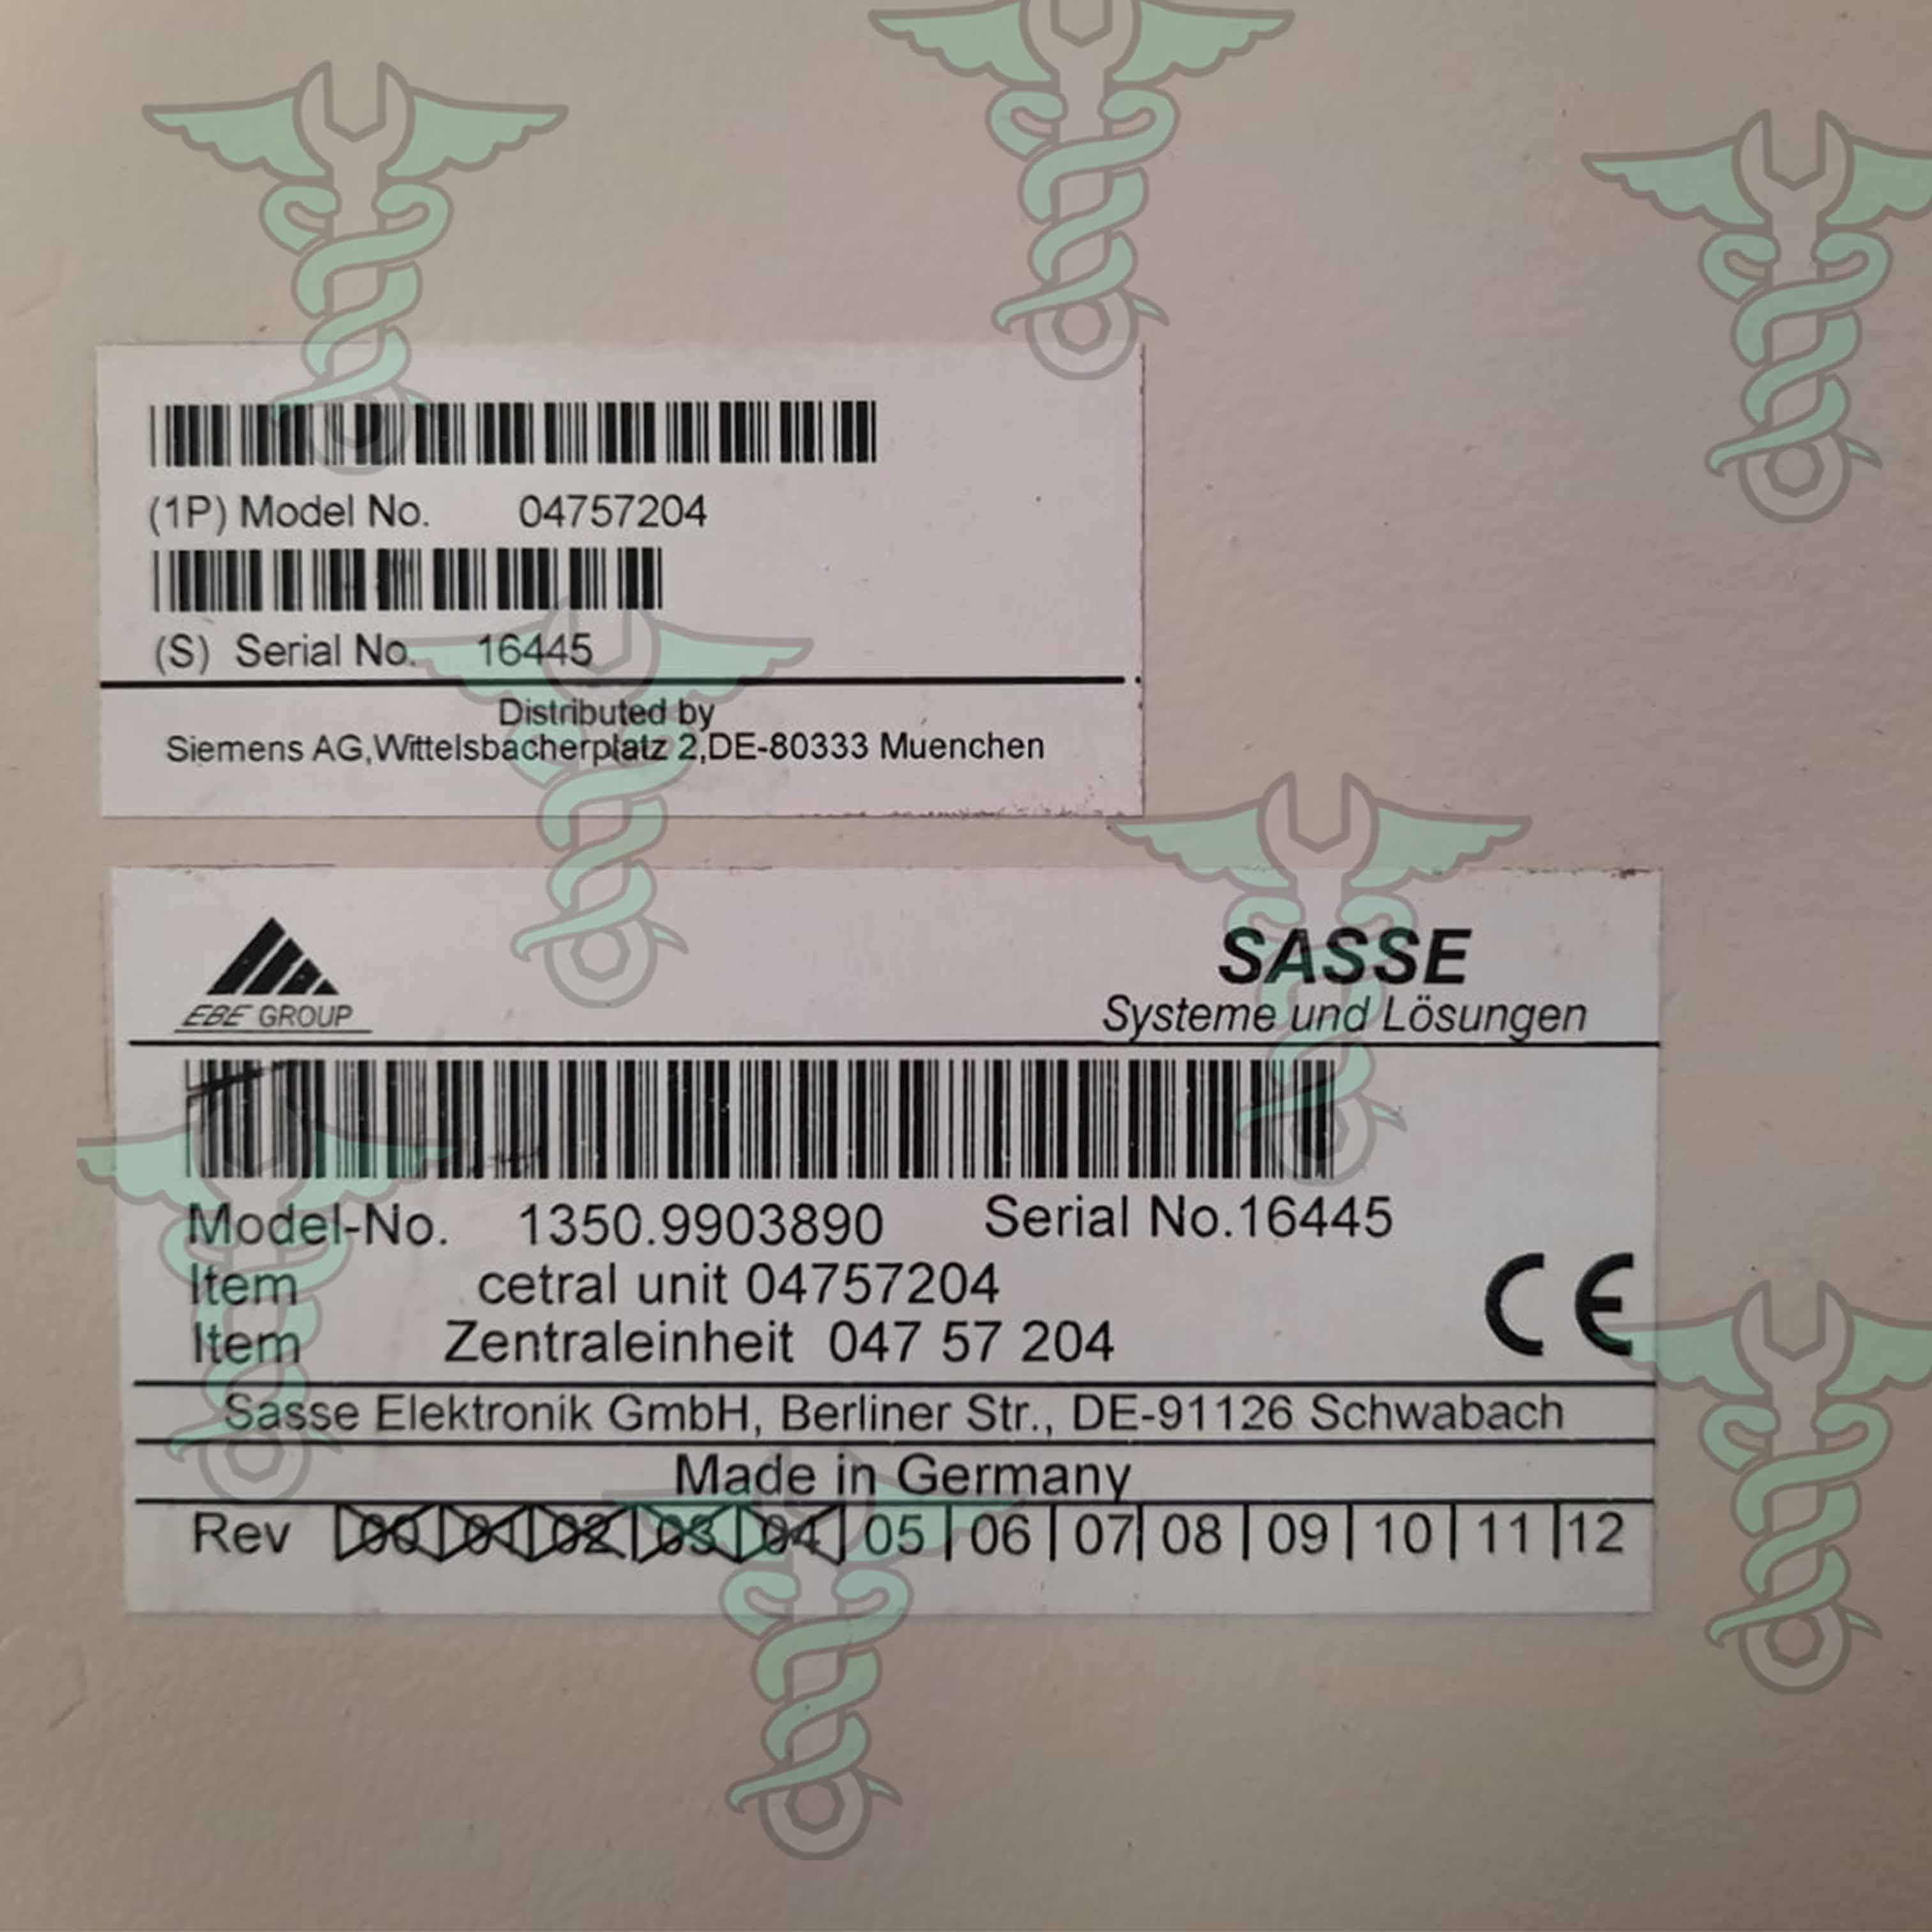 (1P) Model No. 04757204
(S) Serial No. 16445
Distributed by
Siemens AG,Wittelsbacherplatz 2,DE-80333 Muenchen
EBE GROUP
SASSE
Systeme und Lösungen
Model-No. 1350.9903890 Serial No.16445
Item cetral unit 04757204
Item Zentraleinheit 047 57 204
CE
Sasse Elektronik GmbH, Berliner Str., DE-91126 Schwabach
Made in Germany
Rev 00 01 02 03 04 05 | 06 | 07 | 08 | 09 | 10 | 11 | 12